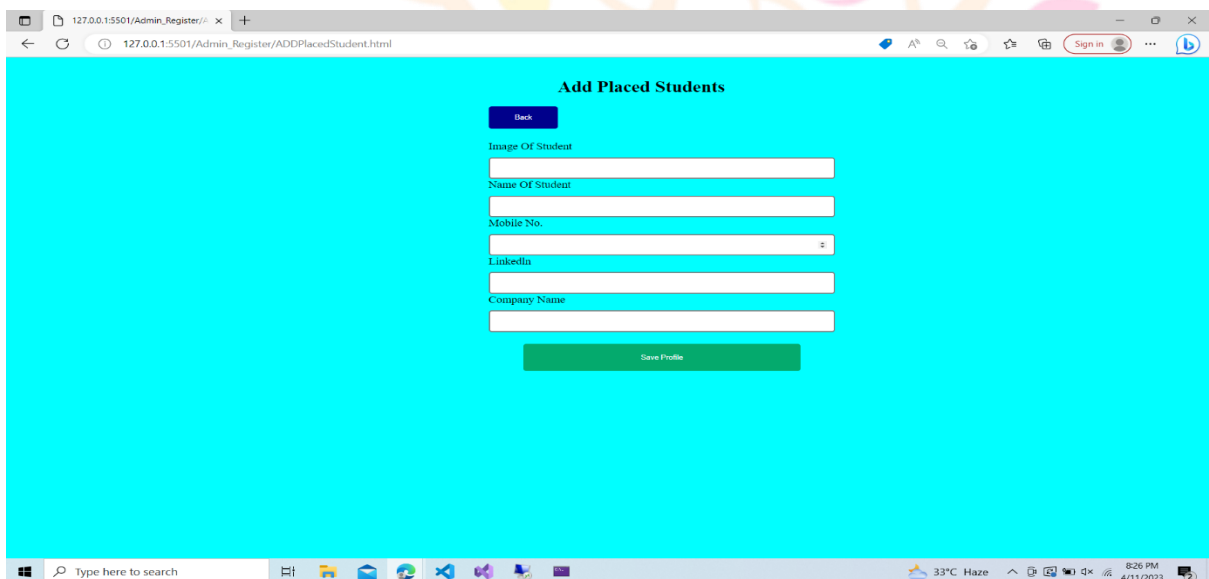 127.0.0.1:5501/Admin_Register/A
127.0.0.1:5501/Admin_Register/ADDPlacedStudent.html
Sign in
Add Placed Students
Back
Image Of Student
Name Of Student
Mobile No.
LinkedIn
Company Name
Save Profile
Type here to search
33°C Haze
8:26 PM
4/11/2023